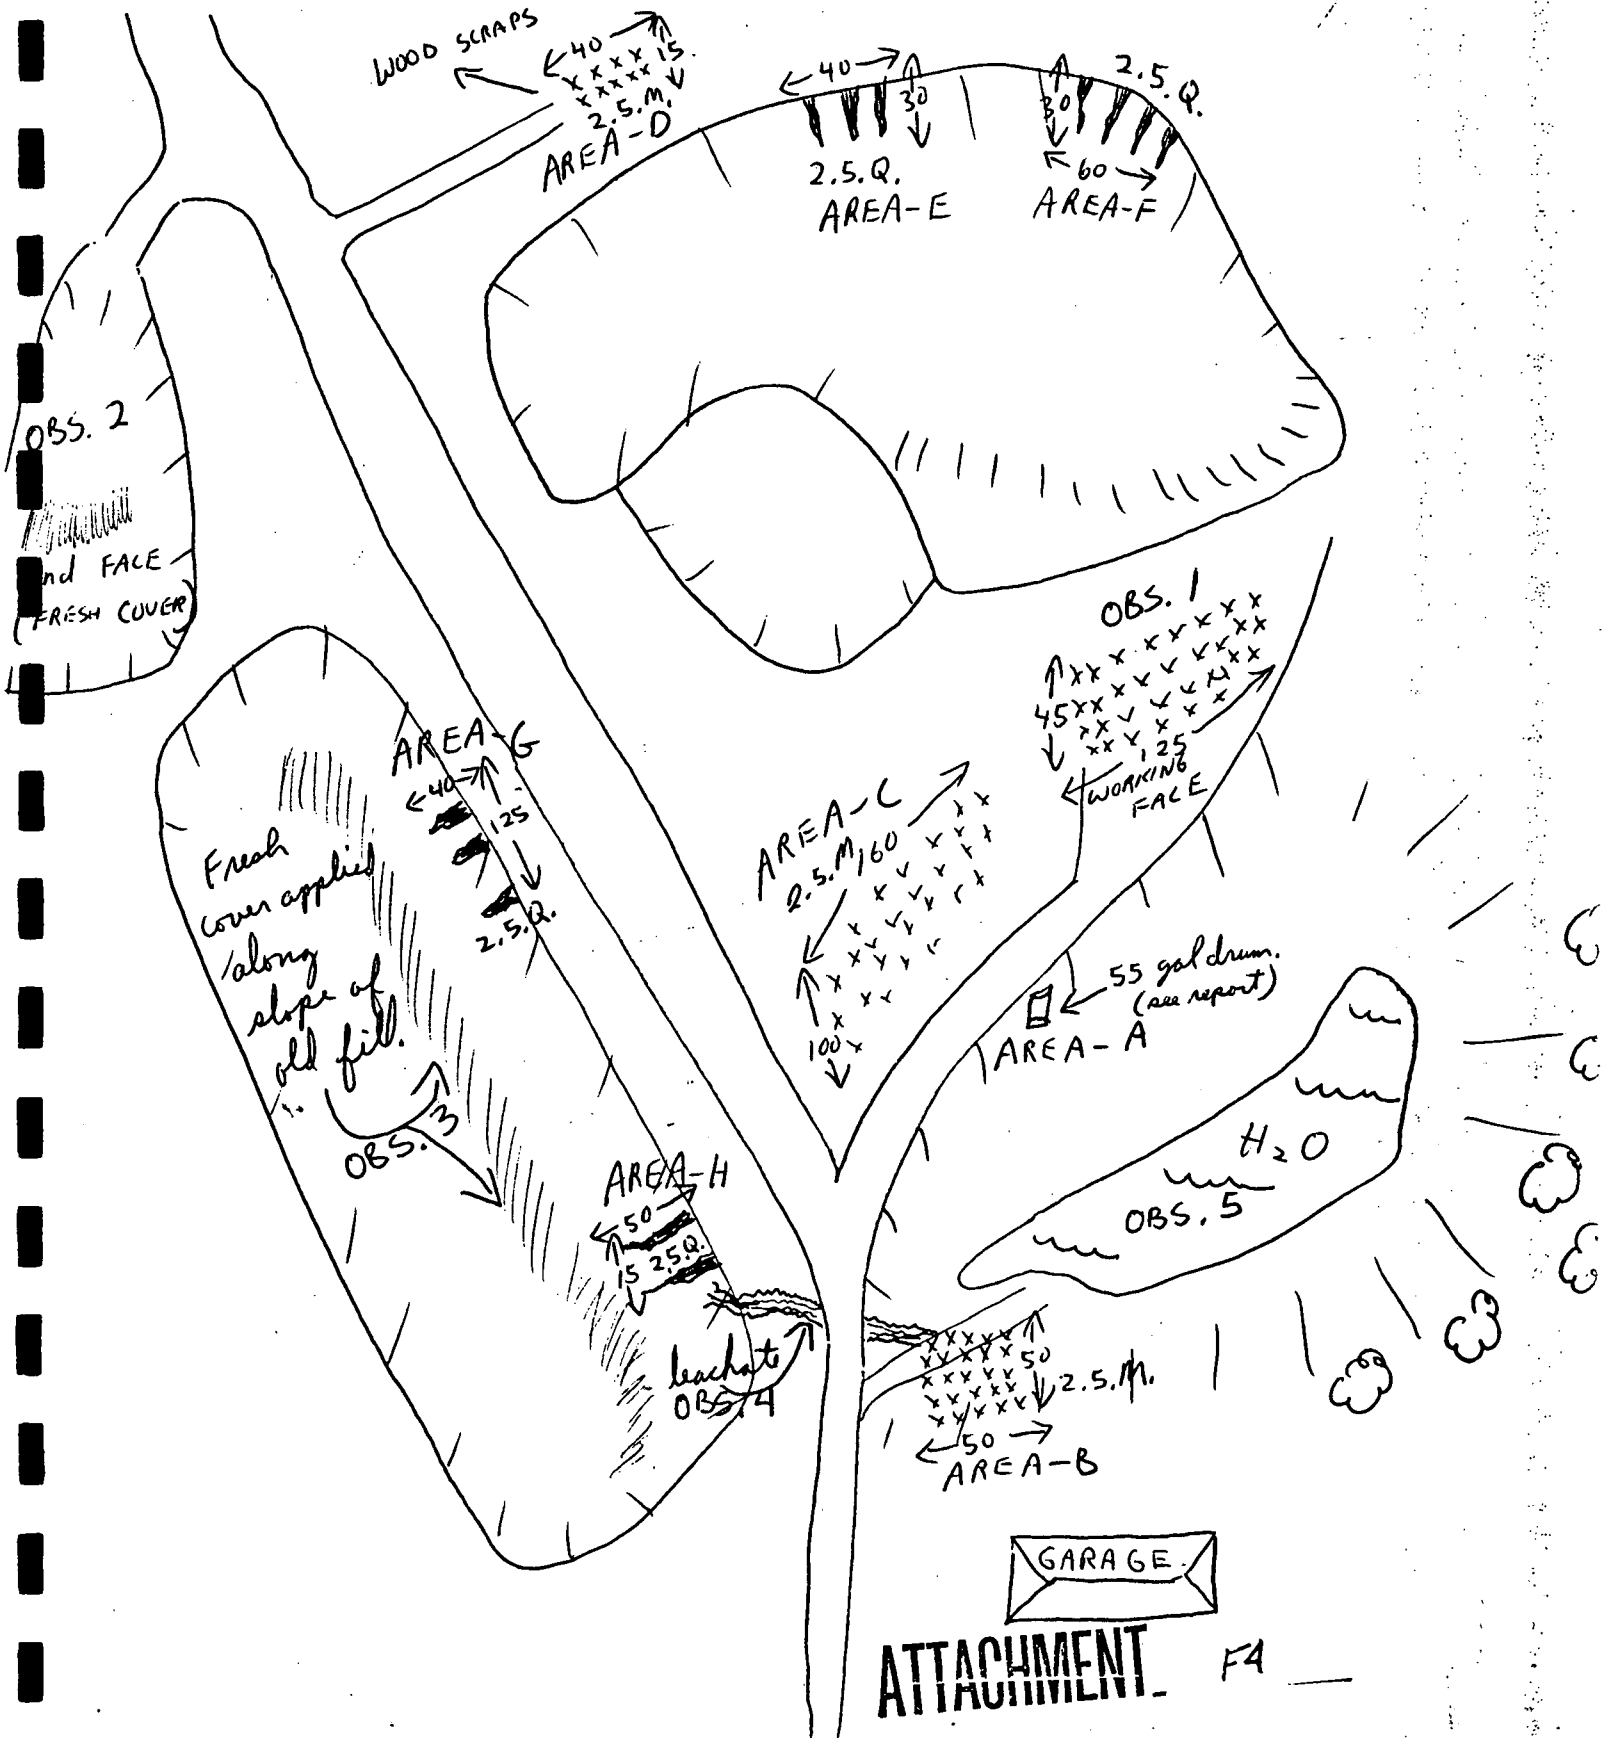 WOOD SCRAPS
40
15
2.5.M.
AREA-D
40
30
2.5.Q.
AREA-E
2.5.Q.
30
60
AREA-F
OBS. 2
nd FACE
(FRESH COVER)
OBS. 1
45
125
WORKING
FACE
AREA-G
40
125
2.5.Q.
AREA-C
2.5.M.
160
100
Fresh
cover applied
along
slope of
old fill.
OBS. 3
55 gal drum.
(see report)
AREA-A
H2O
OBS. 5
AREA-H
50
15
2.5.Q.
leachate
OBS. 4
50
2.5.M.
50
AREA-B
GARAGE
ATTACHMENT F4